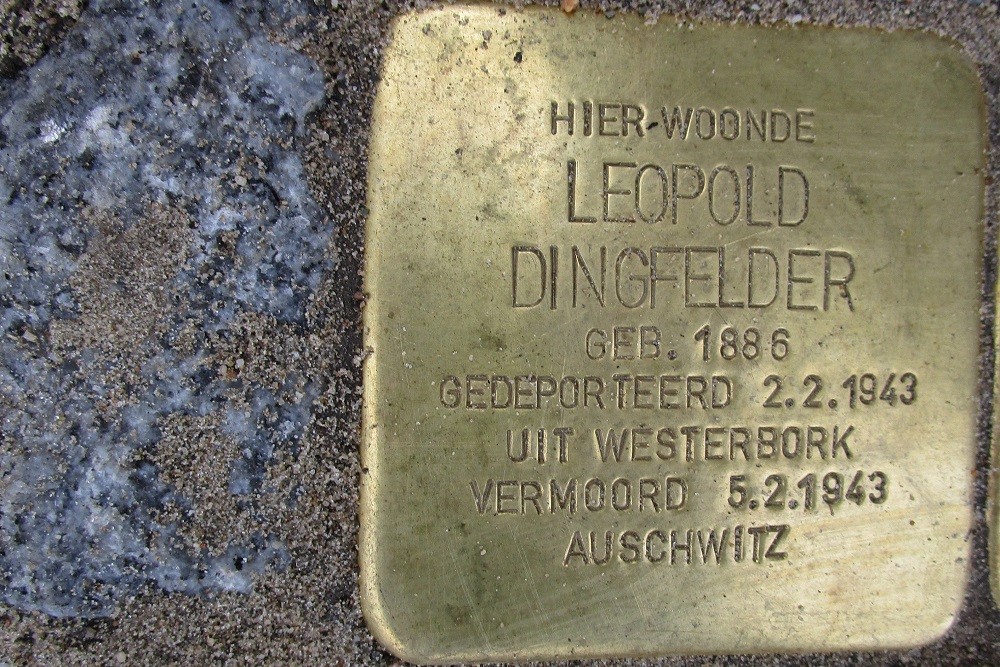 HIER WOONDE
LEOPOLD
DINGFELDER
GEB. 1886
GEDEPORTEERD 2.2.1943
UIT WESTERBORK
VERMOORD 5.2.1943
AUSCHWITZ